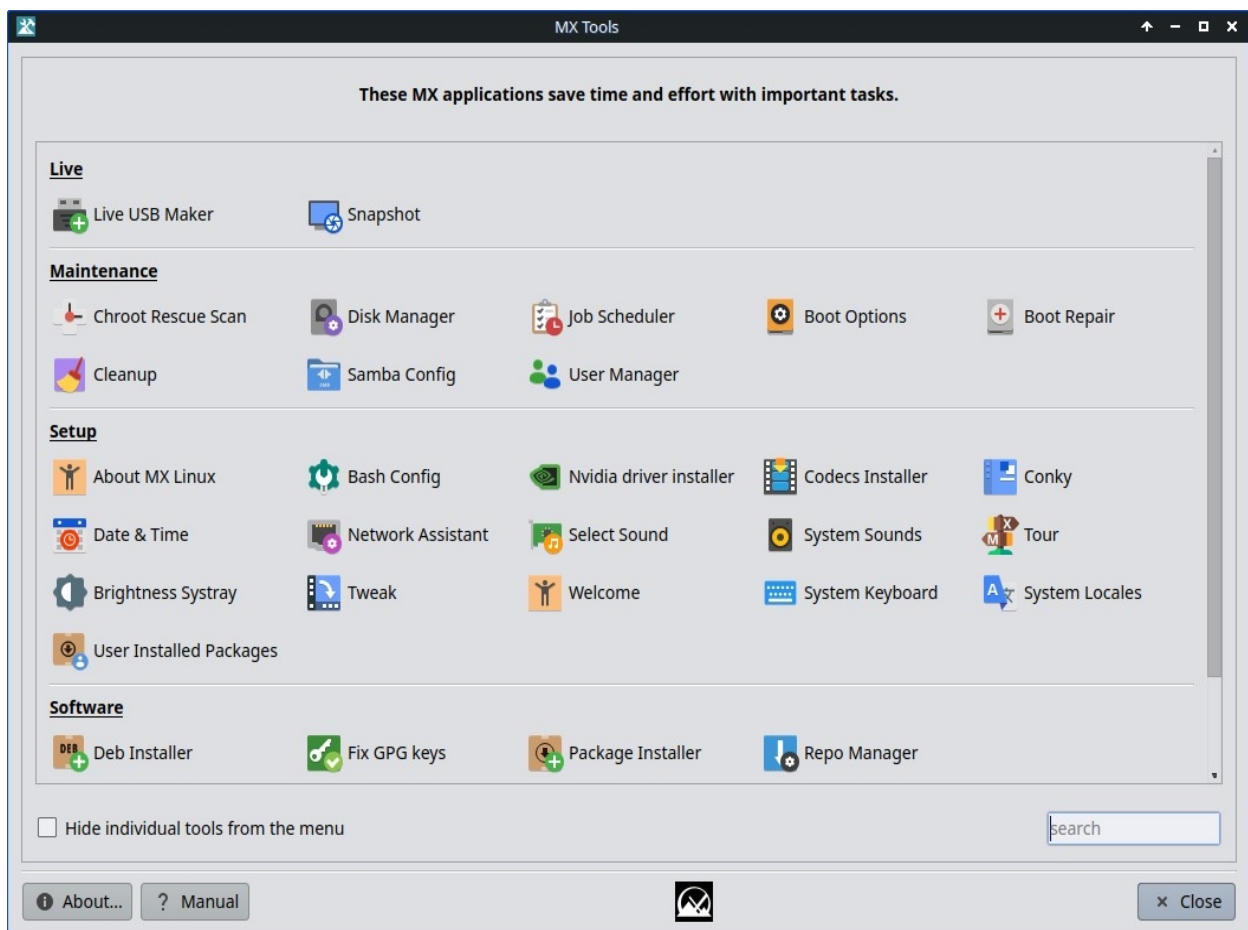 MX Tools
These MX applications save time and effort with important tasks.
Live
Live USB Maker Snapshot
Maintenance
Chroot Rescue Scan Disk Manager Job Scheduler Boot Options Boot Repair
Cleanup Samba Config User Manager
Setup
About MX Linux Bash Config Nvidia driver installer Codecs Installer Conky
Date & Time Network Assistant Select Sound System Sounds Tour
Brightness Systray Tweak Welcome System Keyboard System Locales
User Installed Packages
Software
Deb Installer Fix GPG keys Package Installer Repo Manager
Hide individual tools from the menu search
About... ? Manual Close